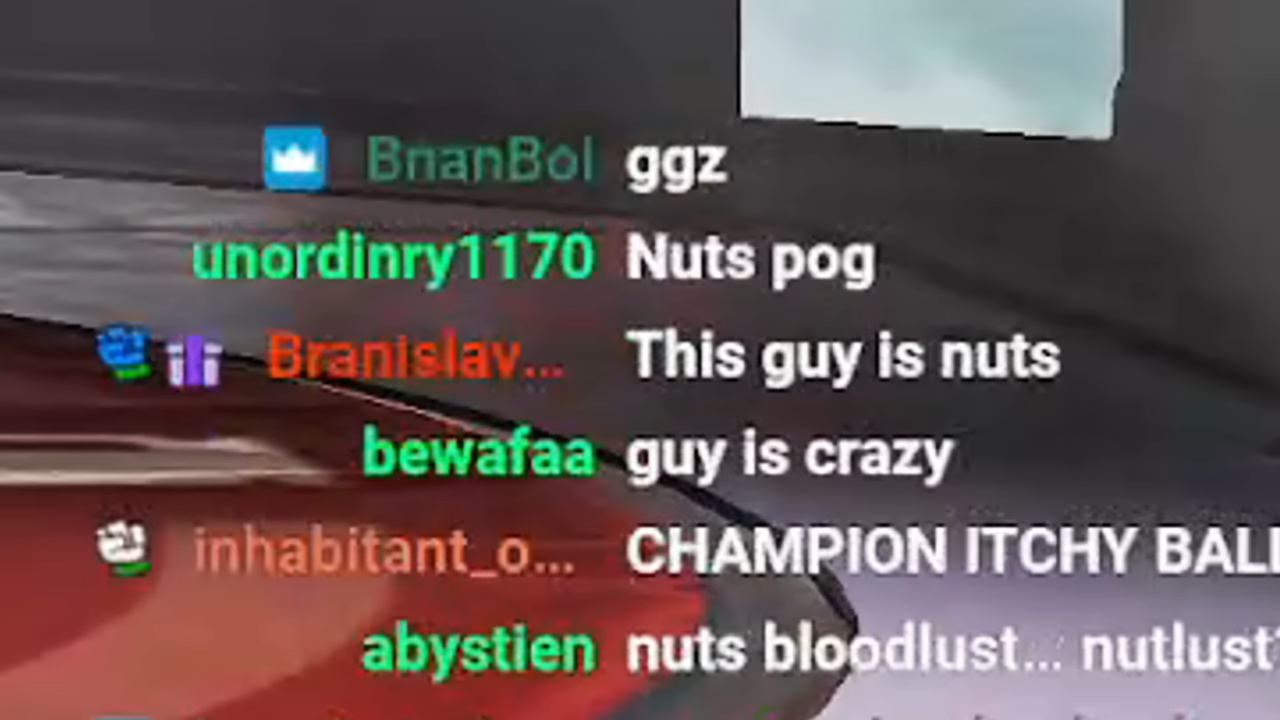 BnanBol ggz
unordinry1170 Nuts pog
Branislav... This guy is nuts
bewafaa guy is crazy
inhabitant_o... CHAMPION ITCHY BALL
abystien nuts bloodlust... nutlust